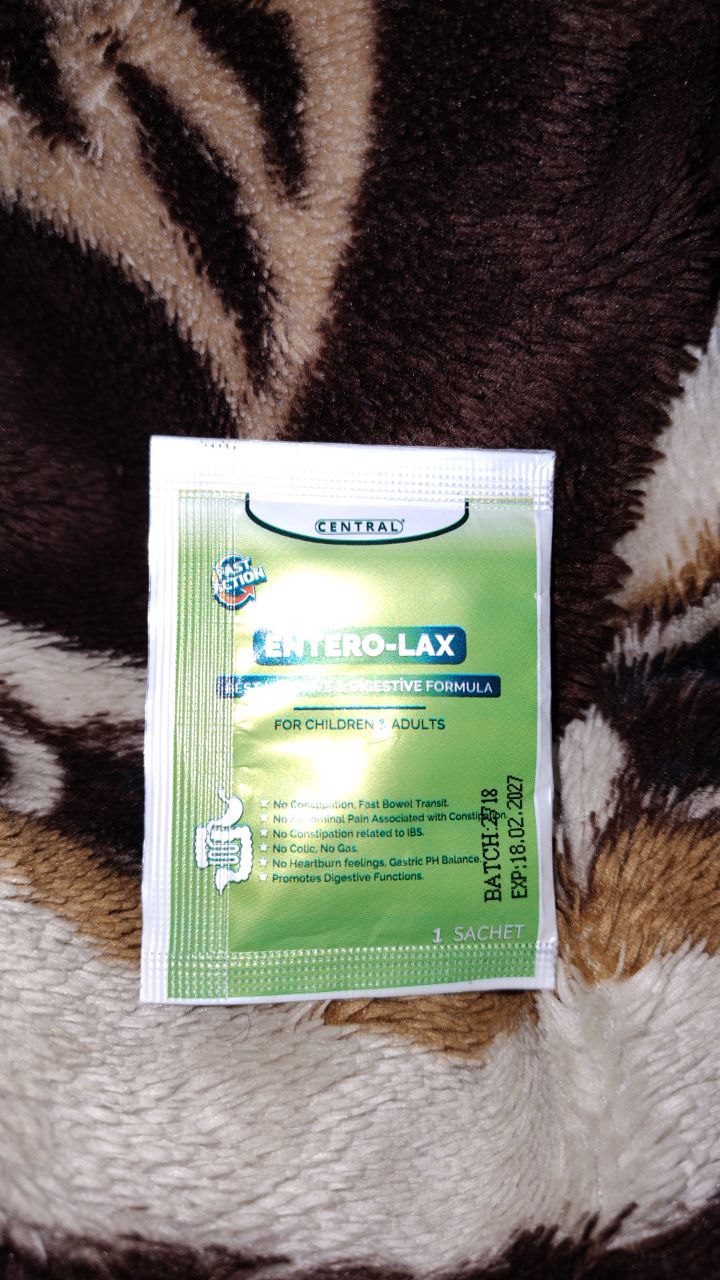 CENTRAL
FAST
ACTION
ENTERO-LAX
DIGESTIVE FORMULA
FOR CHILDREN & ADULTS
No Constipation, Fast Bowel Transit.
No Abdominal Pain Associated with Constipation.
No Constipation related to IBS.
No Colic, No Gas.
No Heartburn feelings, Gastric PH Balance.
Promotes Digestive Functions.
EXP:18.02.2027
1 SACHET